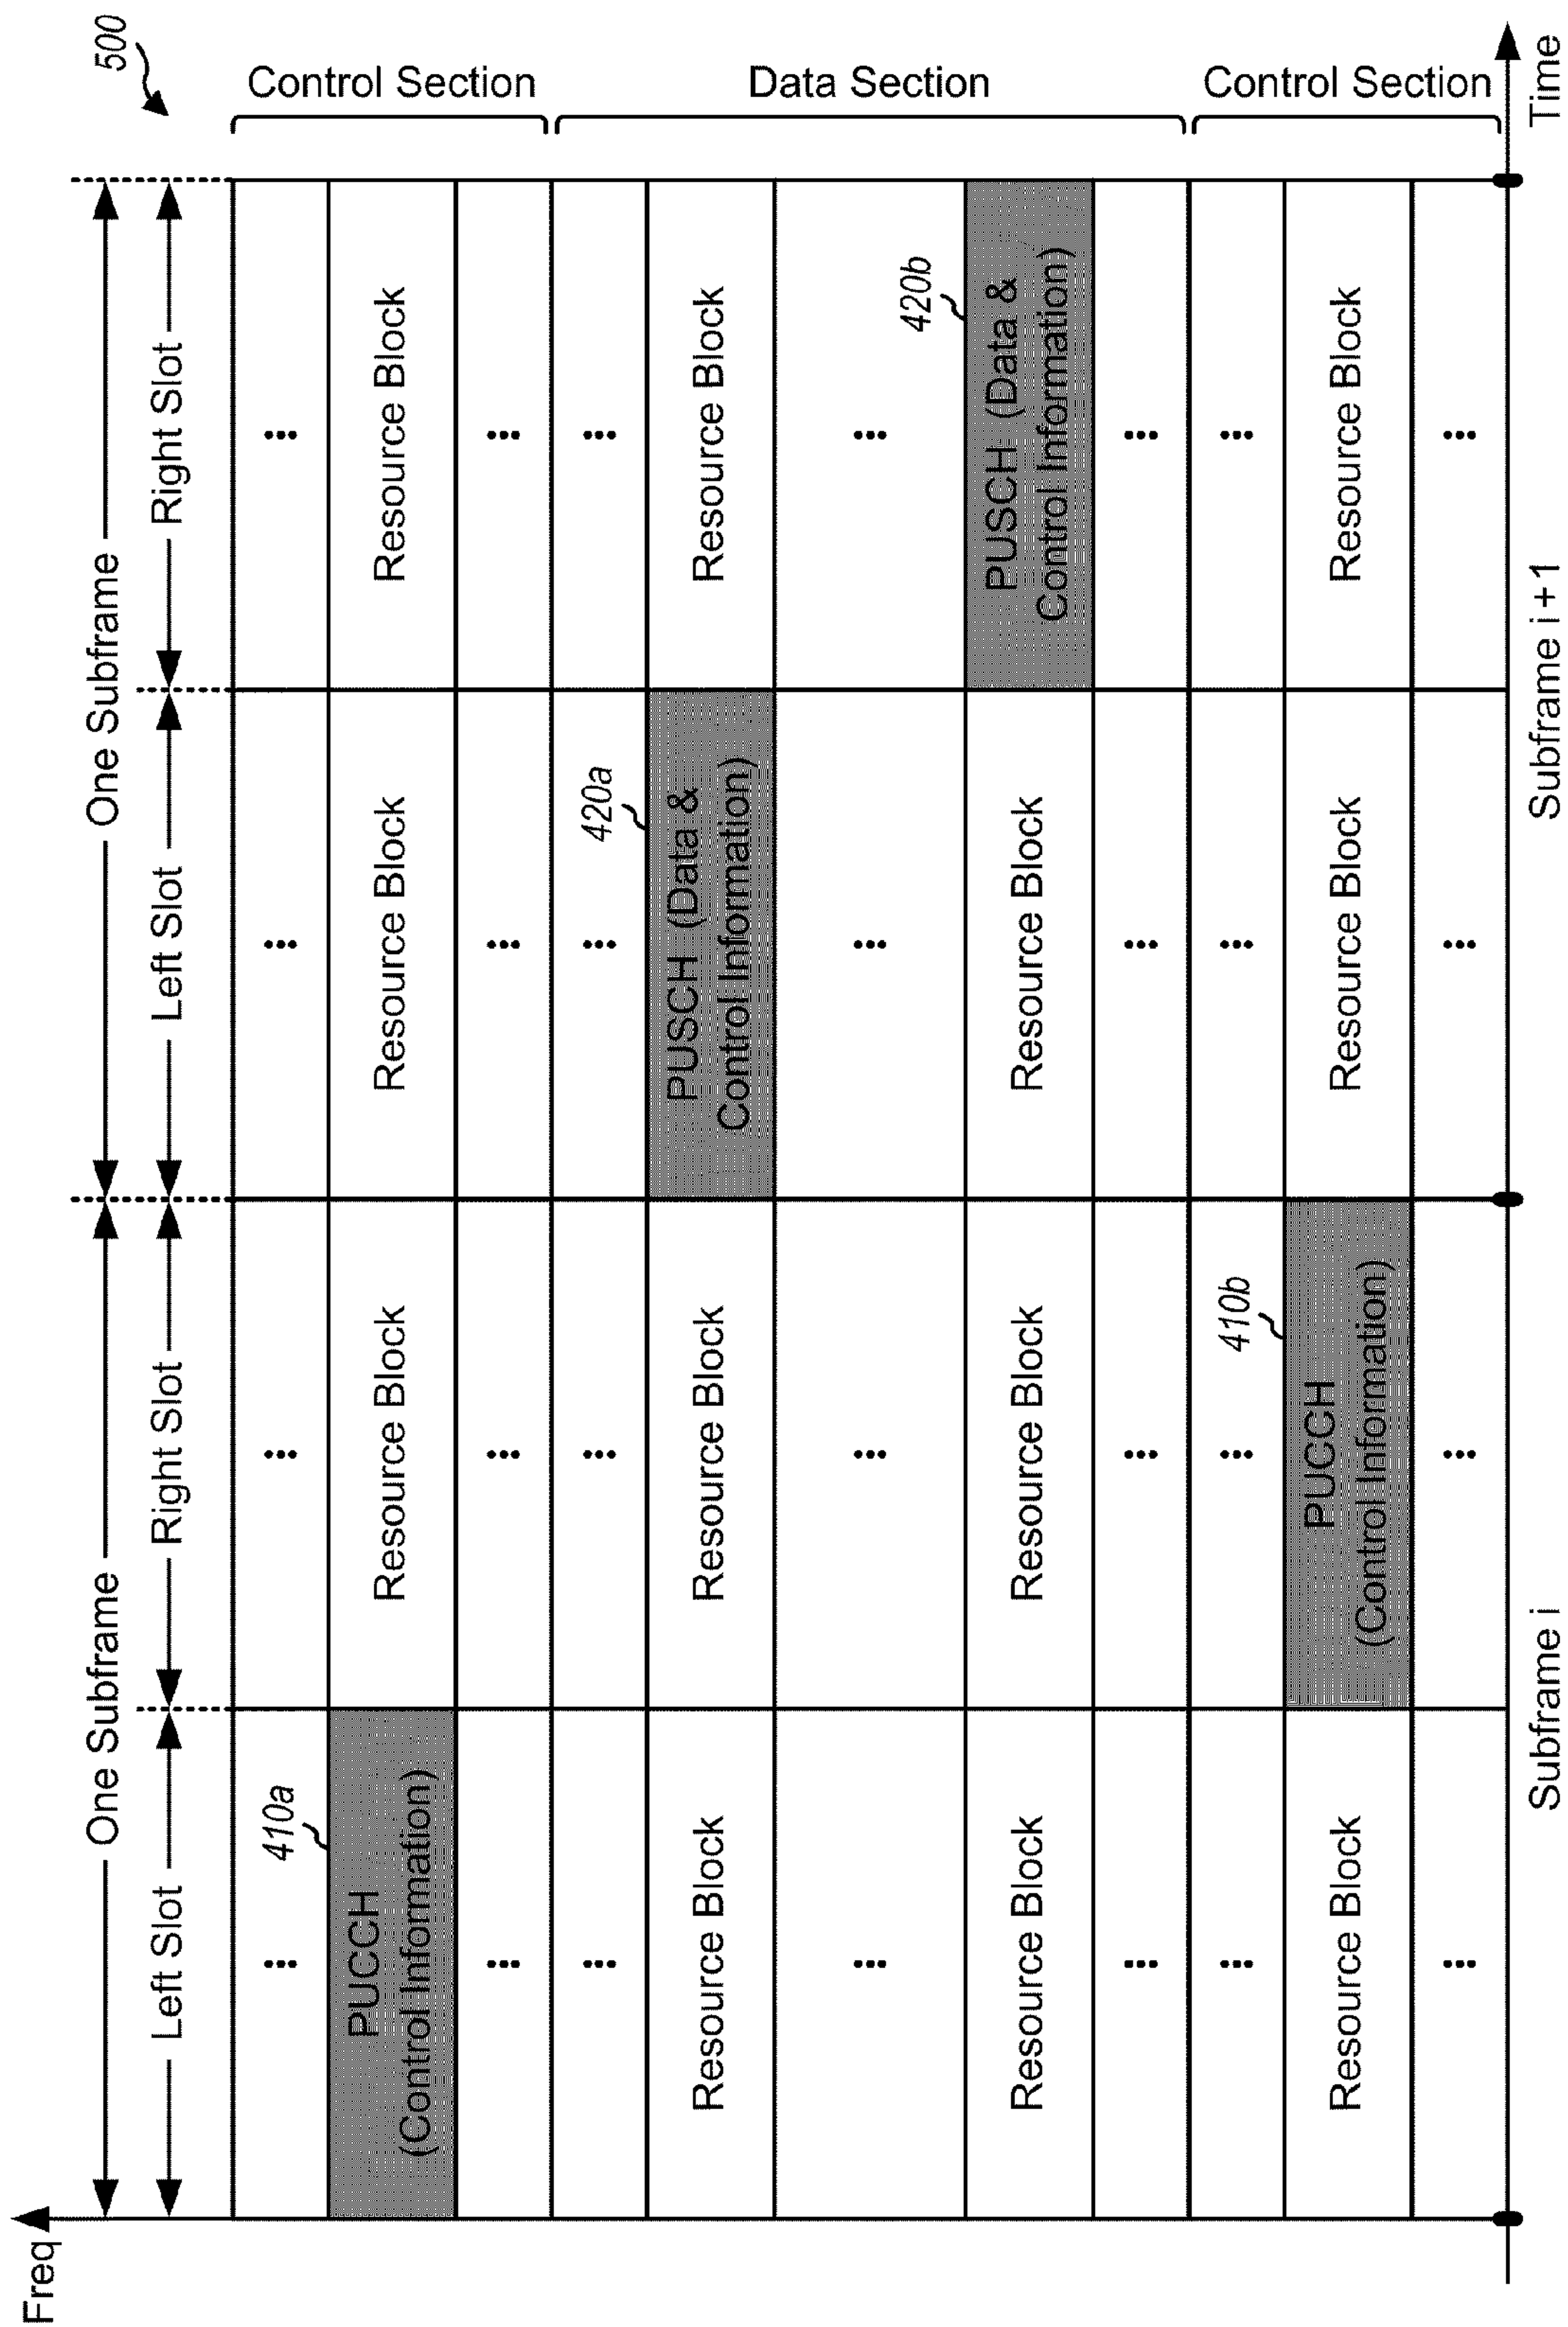 500
One Subframe
One Subframe
Left Slot
Right Slot
Left Slot
Right Slot
Freq
Control Section
Data Section
Control Section
...
...
...
...
410a
PUCCH
(Control Information)
Resource Block
Resource Block
Resource Block
...
...
...
...
...
...
...
...
420a
Resource Block
Resource Block
PUSCH (Data &
Control Information)
Resource Block
...
...
...
...
420b
Resource Block
Resource Block
Resource Block
PUSCH (Data &
Control Information)
...
...
...
...
...
...
...
...
410b
Resource Block
PUCCH
(Control Information)
Resource Block
Resource Block
...
...
...
...
Time
Subframe i
Subframe i + 1